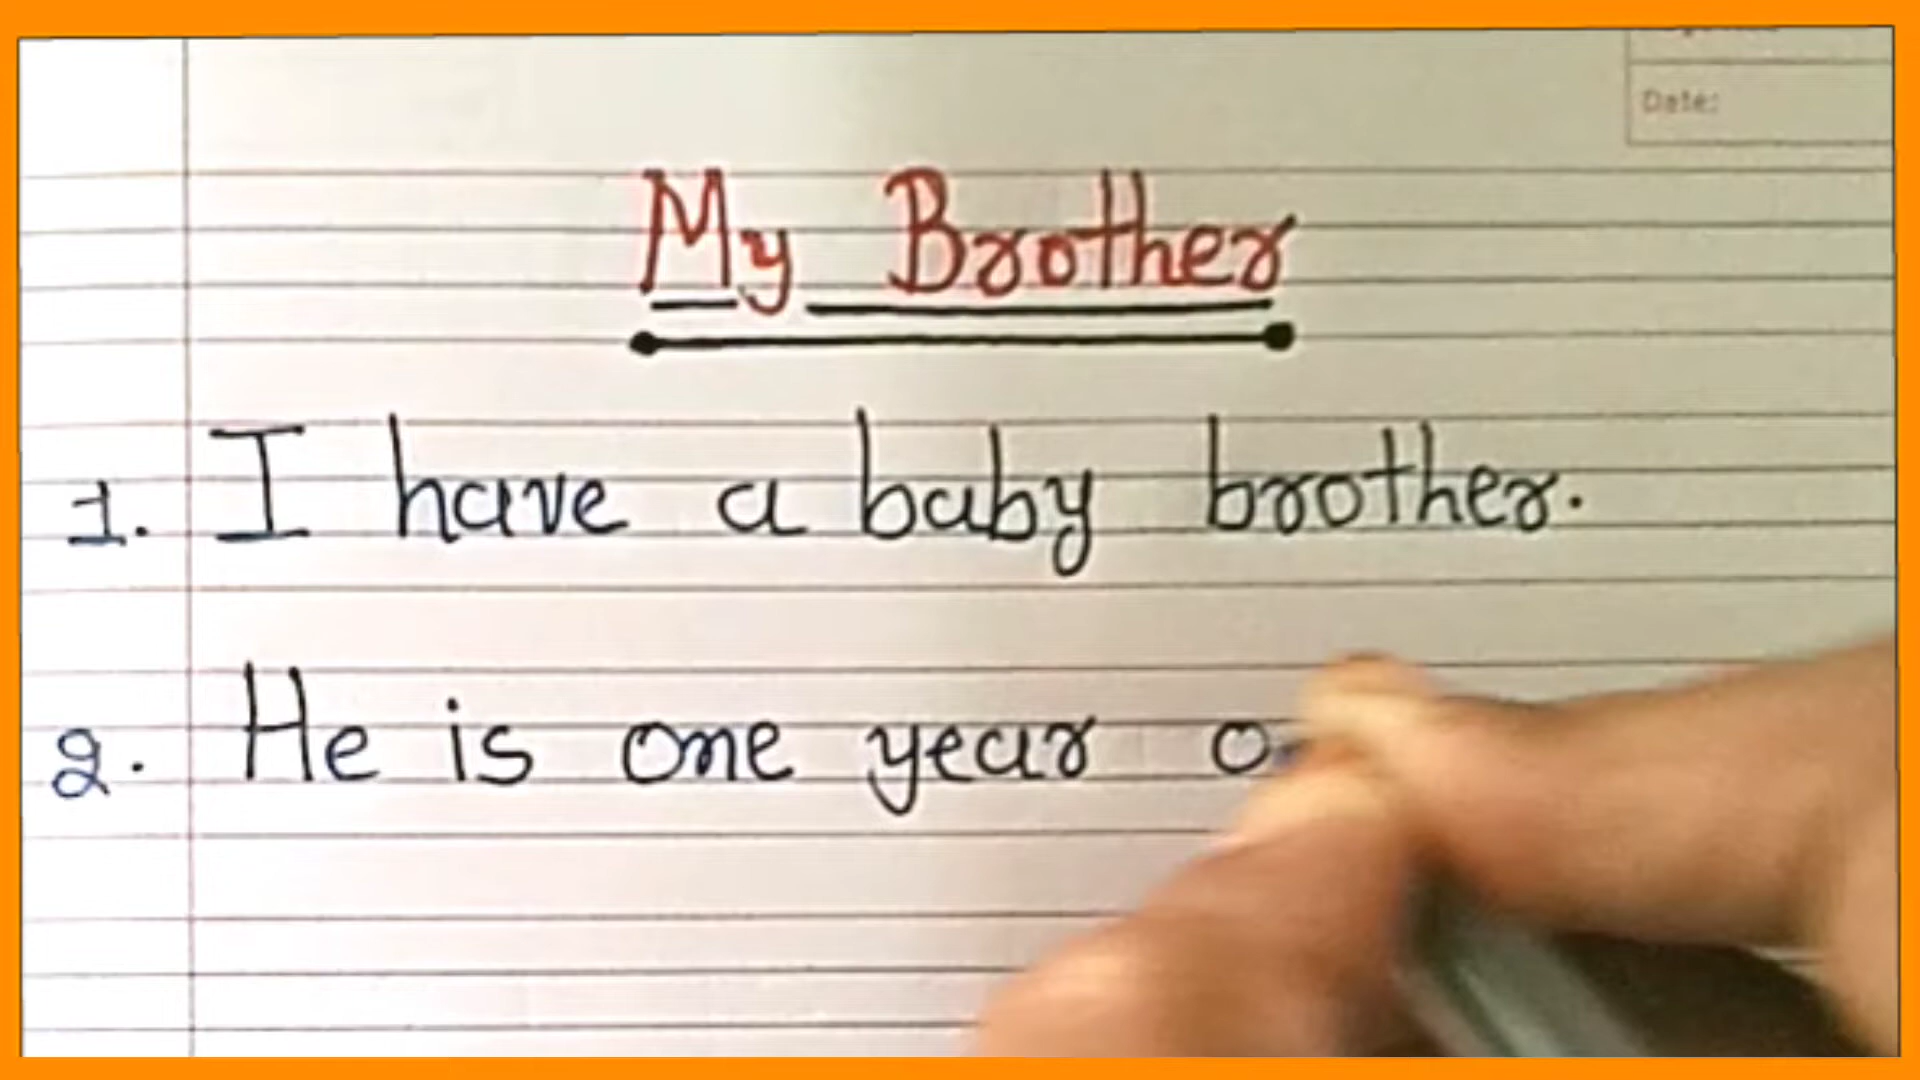 Date:
My Brother
1. I have a baby brother.
2. He is one year o